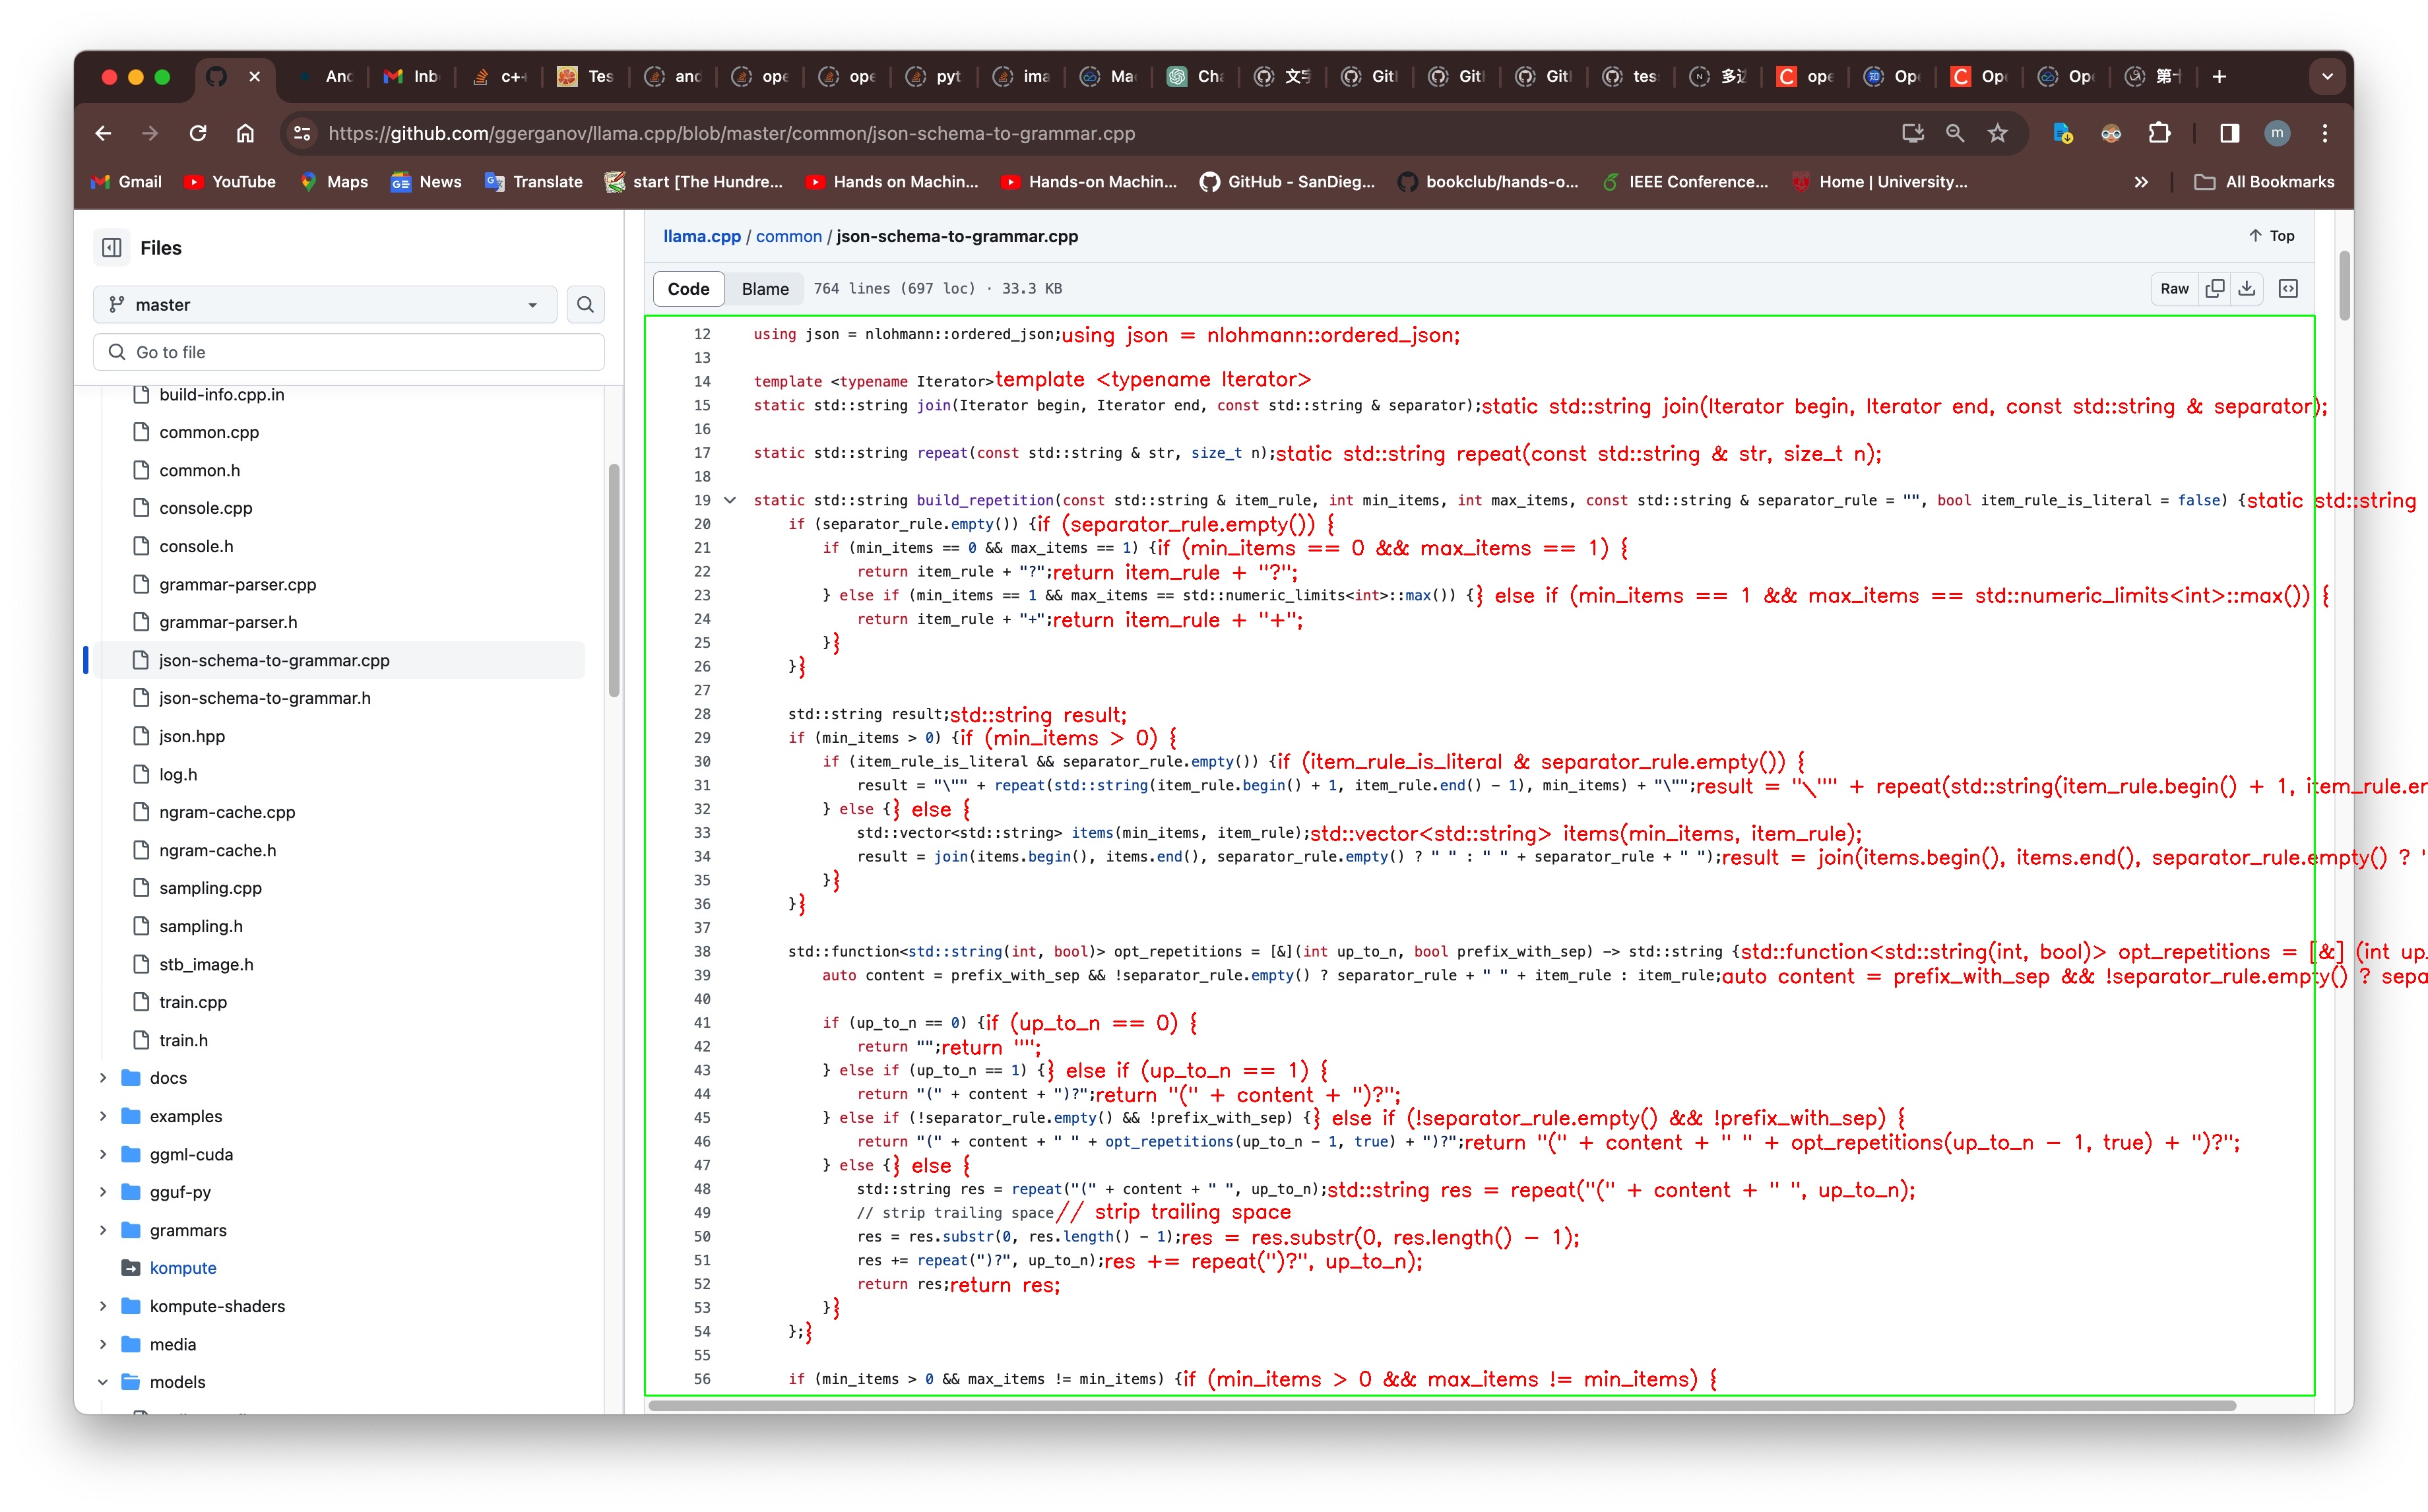 Anc
Inb
c++
Tes
and
ope
ope
pyt
ima
Ma
Cha
文字
Gitl
Gitl
Gitl
tes
多边
ope
Ope
Op
Ope
第一
https://github.com/ggerganov/llama.cpp/blob/master/common/json-schema-to-grammar.cpp
m
Gmail
YouTube
Maps
News
Translate
start [The Hundre...
Hands on Machin...
Hands-on Machin...
GitHub - SanDieg...
bookclub/hands-o...
IEEE Conference...
Home | University...
All Bookmarks
Files
master
Go to file
build-info.cpp.in
common.cpp
common.h
console.cpp
console.h
grammar-parser.cpp
grammar-parser.h
json-schema-to-grammar.cpp
json-schema-to-grammar.h
json.hpp
log.h
ngram-cache.cpp
ngram-cache.h
sampling.cpp
sampling.h
stb_image.h
train.cpp
train.h
docs
examples
ggml-cuda
gguf-py
grammars
kompute
kompute-shaders
media
models
llama.cpp / common / json-schema-to-grammar.cpp
Top
Code Blame 764 lines (697 loc) · 33.3 KB
Raw
12 using json = nlohmann::ordered_json;using json = nlohmann::ordered_json;
13
14 template <typename Iterator>template <typename Iterator>
15 static std::string join(Iterator begin, Iterator end, const std::string & separator);static std::string join(Iterator begin, Iterator end, const std::string & separator);
16
17 static std::string repeat(const std::string & str, size_t n);static std::string repeat(const std::string & str, size_t n);
18
19 static std::string build_repetition(const std::string & item_rule, int min_items, int max_items, const std::string & separator_rule = "", bool item_rule_is_literal = false) {static std::string
20 if (separator_rule.empty()) {if (separator_rule.empty()) {
21 if (min_items == 0 && max_items == 1) {if (min_items == 0 && max_items == 1) {
22 return item_rule + "?";return item_rule + "?";
23 } else if (min_items == 1 && max_items == std::numeric_limits<int>::max()) {} else if (min_items == 1 && max_items == std::numeric_limits<int>::max()) {
24 return item_rule + "+";return item_rule + "+";
25 }}
26 }}
27
28 std::string result;std::string result;
29 if (min_items > 0) {if (min_items > 0) {
30 if (item_rule_is_literal && separator_rule.empty()) {if (item_rule_is_literal & separator_rule.empty()) {
31 result = "\"" + repeat(std::string(item_rule.begin() + 1, item_rule.end() - 1), min_items) + "\"";result = "\"" + repeat(std::string(item_rule.begin() + 1, item_rule.er
32 } else {} else {
33 std::vector<std::string> items(min_items, item_rule);std::vector<std::string> items(min_items, item_rule);
34 result = join(items.begin(), items.end(), separator_rule.empty() ? " " : " " + separator_rule + " ");result = join(items.begin(), items.end(), separator_rule.empty() ? '
35 }}
36 }}
37
38 std::function<std::string(int, bool)> opt_repetitions = [&](int up_to_n, bool prefix_with_sep) -> std::string {std::function<std::string(int, bool)> opt_repetitions = [&] (int up_
39 auto content = prefix_with_sep && !separator_rule.empty() ? separator_rule + " " + item_rule : item_rule;auto content = prefix_with_sep && !separator_rule.empty() ? sepa
40
41 if (up_to_n == 0) {if (up_to_n == 0) {
42 return "";return "";
43 } else if (up_to_n == 1) {} else if (up_to_n == 1) {
44 return "(" + content + ")?";return "(" + content + ")?";
45 } else if (!separator_rule.empty() && !prefix_with_sep) {} else if (!separator_rule.empty() && !prefix_with_sep) {
46 return "(" + content + " " + opt_repetitions(up_to_n - 1, true) + ")?";return "(" + content + " " + opt_repetitions(up_to_n - 1, true) + ")?";
47 } else {} else {
48 std::string res = repeat("(" + content + " ", up_to_n);std::string res = repeat("(" + content + " ", up_to_n);
49 // strip trailing space// strip trailing space
50 res = res.substr(0, res.length() - 1);res = res.substr(0, res.length() - 1);
51 res += repeat(")?", up_to_n);res += repeat(")?", up_to_n);
52 return res;return res;
53 }}
54 };}
55
56 if (min_items > 0 && max_items != min_items) {if (min_items > 0 && max_items != min_items) {